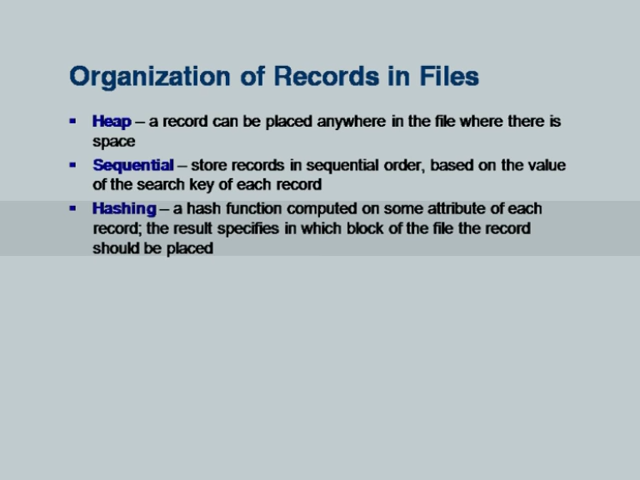 Organization of Records in Files
▪ Heap – a record can be placed anywhere in the file where there is
space
▪ Sequential – store records in sequential order, based on the value
of the search key of each record
▪ Hashing – a hash function computed on some attribute of each
record; the result specifies in which block of the file the record
should be placed